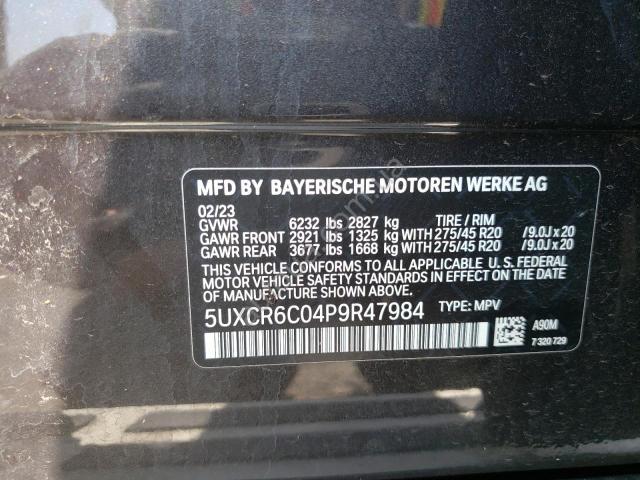 MFD BY BAYERISCHE MOTOREN WERKE AG
02/23
GVWR 6232 lbs 2827 kg TIRE / RIM
GAWR FRONT 2921 lbs 1325 kg WITH 275/45 R20 /9.0J x 20
GAWR REAR 3677 lbs 1668 kg WITH 275/45 R20 /9.0J x 20
THIS VEHICLE CONFORMS TO ALL APPLICABLE U. S. FEDERAL
MOTOR VEHICLE SAFETY STANDARDS IN EFFECT ON THE DATE
OF MANUFACTURE SHOWN ABOVE.
5UXCR6C04P9R47984 TYPE: MPV
A90M
7 320 729